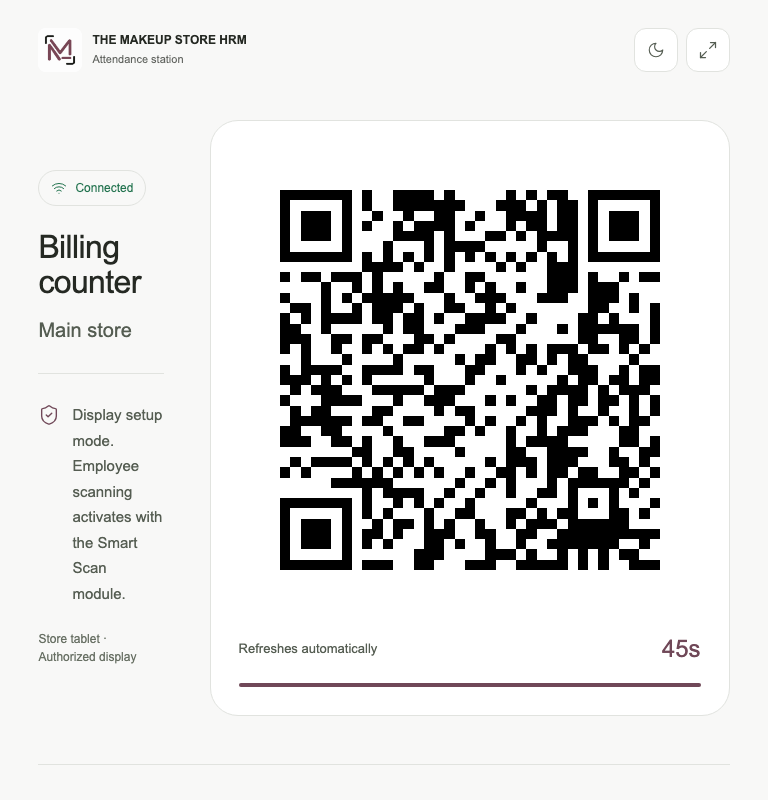 THE MAKEUP STORE HRM
Attendance station
Connected
Billing
counter
Main store
Display setup
mode.
Employee
scanning
activates with
the Smart
Scan
module.
Store tablet ·
Authorized display
Refreshes automatically
45s